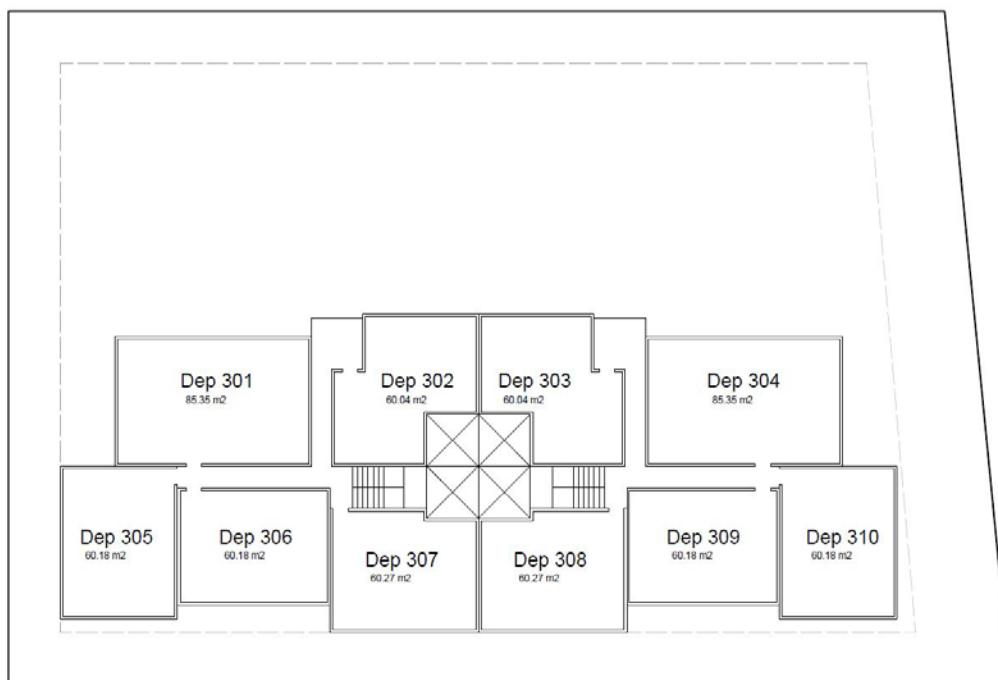 Dep 301
85.35 m2
Dep 302
60.04 m2
Dep 303
60.04 m2
Dep 304
85.35 m2
Dep 305
60.18 m2
Dep 306
60.18 m2
Dep 307
60.27 m2
Dep 308
60.27 m2
Dep 309
60.18 m2
Dep 310
60.18 m2